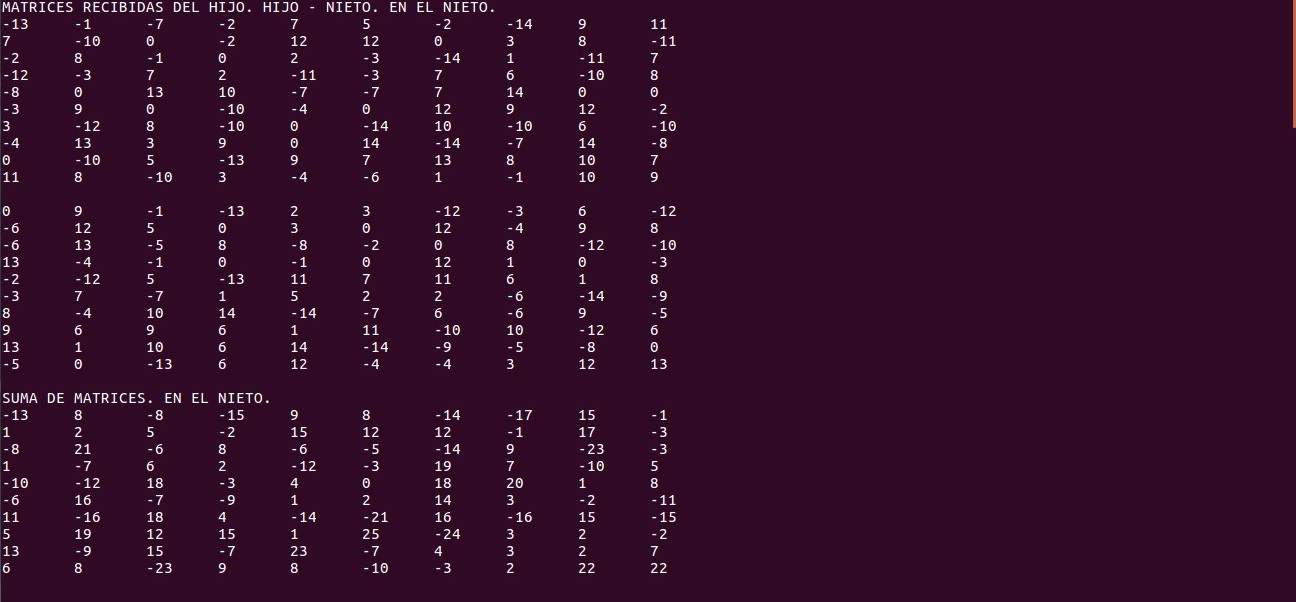 MATRICES RECIBIDAS DEL HIJO. HIJO - NIETO. EN EL NIETO.
-13 -1 -7 -2 7 5 -2 -14 9 11
7 -10 0 -2 12 12 0 3 8 -11
-2 8 -1 0 2 -3 -14 1 -11 7
-12 -3 7 2 -11 -3 7 6 -10 8
-8 0 13 10 -7 -7 7 14 0 0
-3 9 0 -10 -4 0 12 9 12 -2
3 -12 8 -10 0 -14 10 -10 6 -10
-4 13 3 9 0 14 -14 -7 14 -8
0 -10 5 -13 9 7 13 8 10 7
11 8 -10 3 -4 -6 1 -1 10 9
0 9 -1 -13 2 3 -12 -3 6 -12
-6 12 5 0 3 0 12 -4 9 8
-6 13 -5 8 -8 -2 0 8 -12 -10
13 -4 -1 0 -1 0 12 1 0 -3
-2 -12 5 -13 11 7 11 6 1 8
-3 7 -7 1 5 2 2 -6 -14 -9
8 -4 10 14 -14 -7 6 -6 9 -5
9 6 9 6 1 11 -10 10 -12 6
13 1 10 6 14 -14 -9 -5 -8 0
-5 0 -13 6 12 -4 -4 3 12 13
SUMA DE MATRICES. EN EL NIETO.
-13 8 -8 -15 9 8 -14 -17 15 -1
1 2 5 -2 15 12 12 -1 17 -3
-8 21 -6 8 -6 -5 -14 9 -23 -3
1 -7 6 2 -12 -3 19 7 -10 5
-10 -12 18 -3 4 0 18 20 1 8
-6 16 -7 -9 1 2 14 3 -2 -11
11 -16 18 4 -14 -21 16 -16 15 -15
5 19 12 15 1 25 -24 3 2 -2
13 -9 15 -7 23 -7 4 3 2 7
6 8 -23 9 8 -10 -3 2 22 22